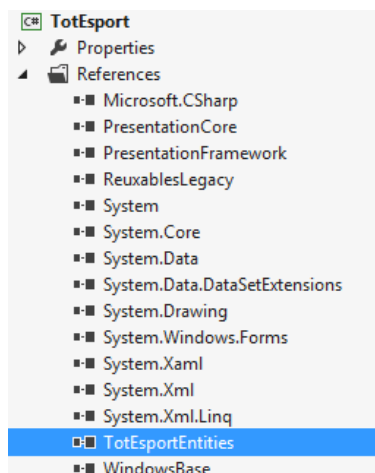 C# TotEsport
Properties
References
Microsoft.CSharp
PresentationCore
PresentationFramework
ReuxablesLegacy
System
System.Core
System.Data
System.Data.DataSetExtensions
System.Drawing
System.Windows.Forms
System.Xaml
System.Xml
System.Xml.Linq
TotEsportEntities
WindowsBase